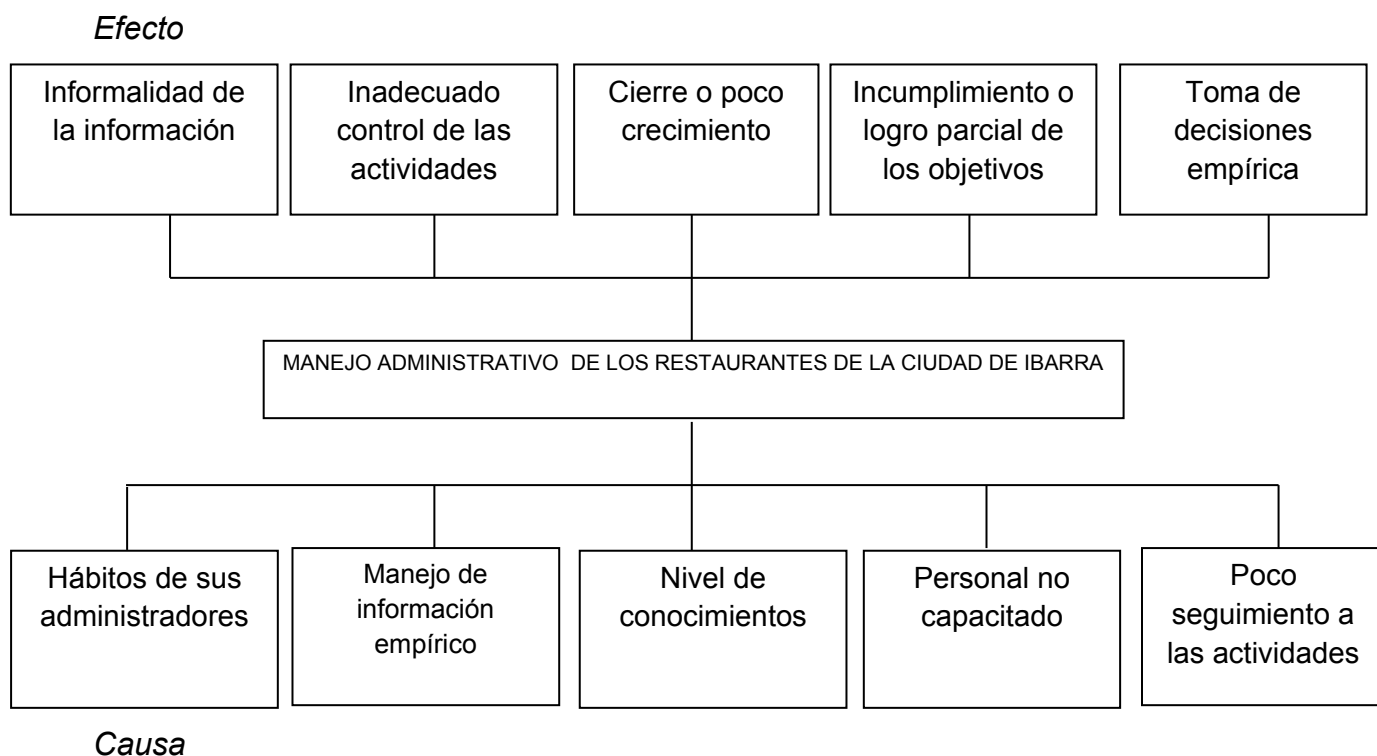 Efecto
Informalidad de
la información
Inadecuado
control de las
actividades
Cierre o poco
crecimiento
Incumplimiento o
logro parcial de
los objetivos
Toma de
decisiones
empírica
MANEJO ADMINISTRATIVO DE LOS RESTAURANTES DE LA CIUDAD DE IBARRA
Hábitos de sus
administradores
Manejo de
información
empírico
Nivel de
conocimientos
Personal no
capacitado
Poco
seguimiento a
las actividades
Causa